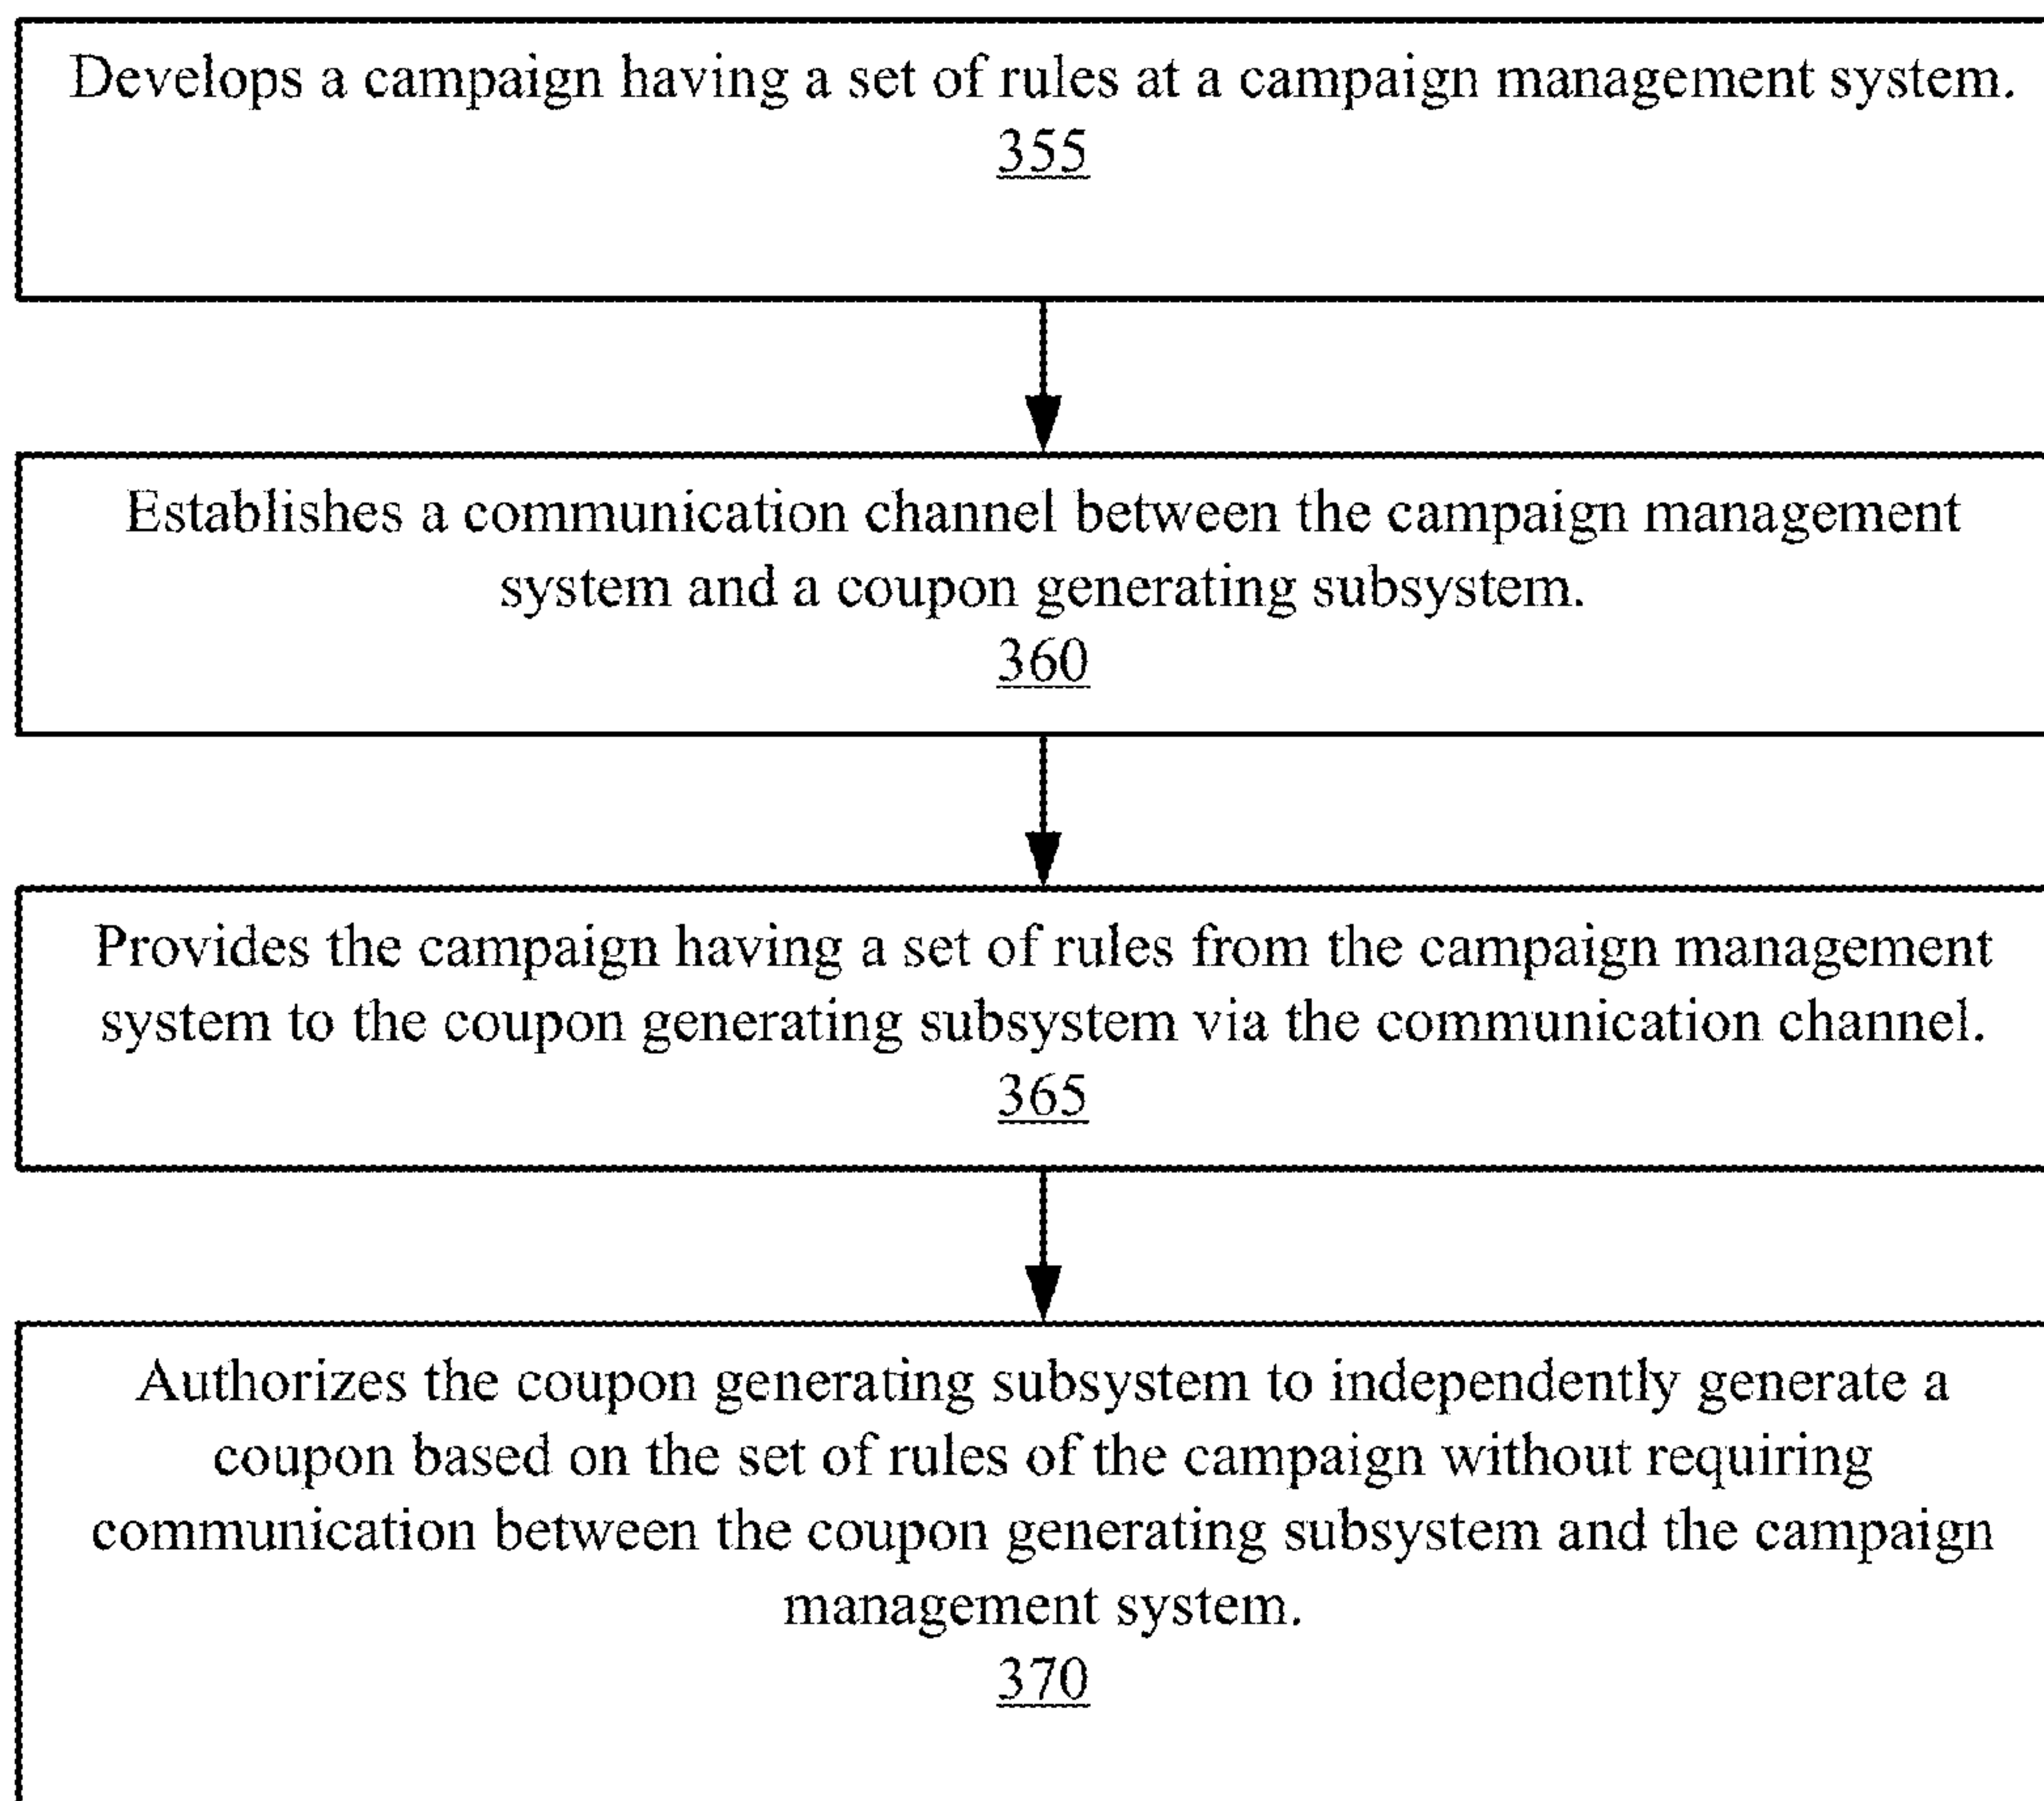 Develops a campaign having a set of rules at a campaign management system.
355
Establishes a communication channel between the campaign management
system and a coupon generating subsystem.
360
Provides the campaign having a set of rules from the campaign management
system to the coupon generating subsystem via the communication channel.
365
Authorizes the coupon generating subsystem to independently generate a
coupon based on the set of rules of the campaign without requiring
communication between the coupon generating subsystem and the campaign
management system.
370